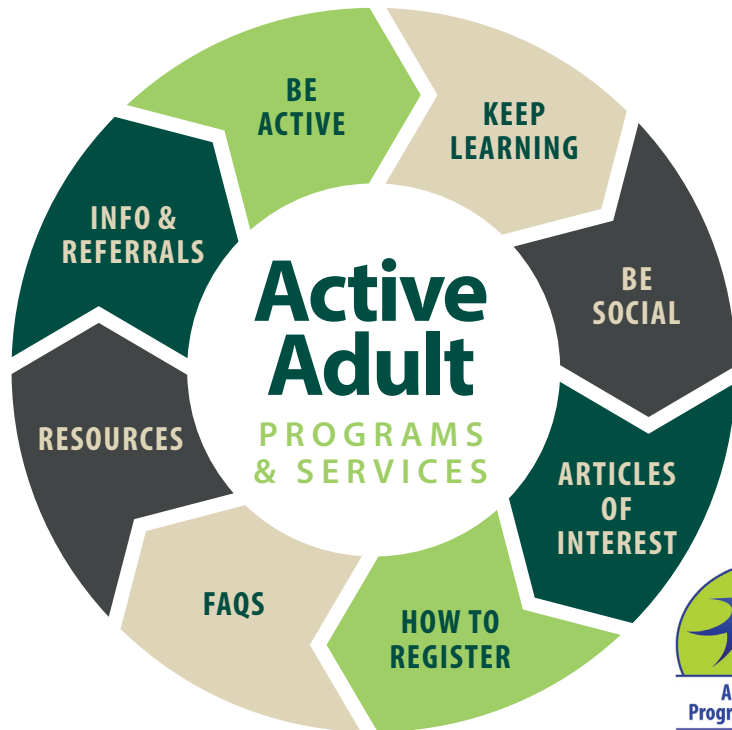 BE
ACTIVE
KEEP
LEARNING
BE
SOCIAL
ARTICLES
OF
INTEREST
HOW TO
REGISTER
FAQS
RESOURCES
INFO &
REFERRALS
Active
Adult
PROGRAMS
& SERVICES